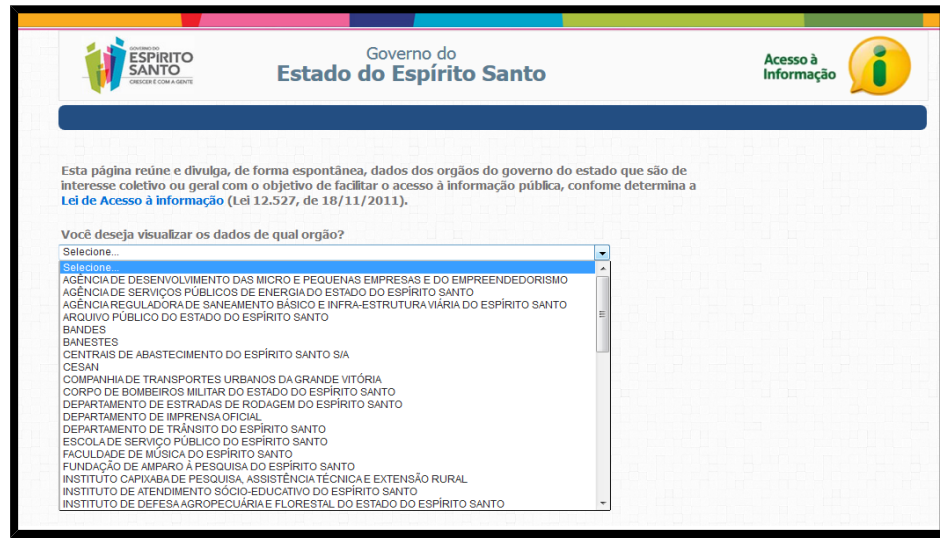 GOVERNO DO
ESPÍRITO
SANTO
CRESCER É COM A GENTE
Governo do
Estado do Espírito Santo
Acesso à
Informação
Esta página reúne e divulga, de forma espontânea, dados dos orgãos do governo do estado que são de
interesse coletivo ou geral com o objetivo de facilitar o acesso à informação pública, confome determina a
Lei de Acesso à informação (Lei 12.527, de 18/11/2011).
Você deseja visualizar os dados de qual orgão?
Selecione...
Selecione...
AGÊNCIA DE DESENVOLVIMENTO DAS MICRO E PEQUENAS EMPRESAS E DO EMPREENDEDORISMO
AGÊNCIA DE SERVIÇOS PÚBLICOS DE ENERGIA DO ESTADO DO ESPÍRITO SANTO
AGÊNCIA REGULADORA DE SANEAMENTO BÁSICO E INFRA-ESTRUTURA VIÁRIA DO ESPÍRITO SANTO
ARQUIVO PÚBLICO DO ESTADO DO ESPÍRITO SANTO
BANDES
BANESTES
CENTRAIS DE ABASTECIMENTO DO ESPÍRITO SANTO S/A
CESAN
COMPANHIA DE TRANSPORTES URBANOS DA GRANDE VITÓRIA
CORPO DE BOMBEIROS MILITAR DO ESTADO DO ESPÍRITO SANTO
DEPARTAMENTO DE ESTRADAS DE RODAGEM DO ESPÍRITO SANTO
DEPARTAMENTO DE IMPRENSA OFICIAL
DEPARTAMENTO DE TRÂNSITO DO ESPÍRITO SANTO
ESCOLA DE SERVIÇO PÚBLICO DO ESPÍRITO SANTO
FACULDADE DE MÚSICA DO ESPÍRITO SANTO
FUNDAÇÃO DE AMPARO À PESQUISA DO ESPÍRITO SANTO
INSTITUTO CAPIXABA DE PESQUISA, ASSISTÊNCIA TÉCNICA E EXTENSÃO RURAL
INSTITUTO DE ATENDIMENTO SÓCIO-EDUCATIVO DO ESPÍRITO SANTO
INSTITUTO DE DEFESA AGROPECUÁRIA E FLORESTAL DO ESTADO DO ESPÍRITO SANTO